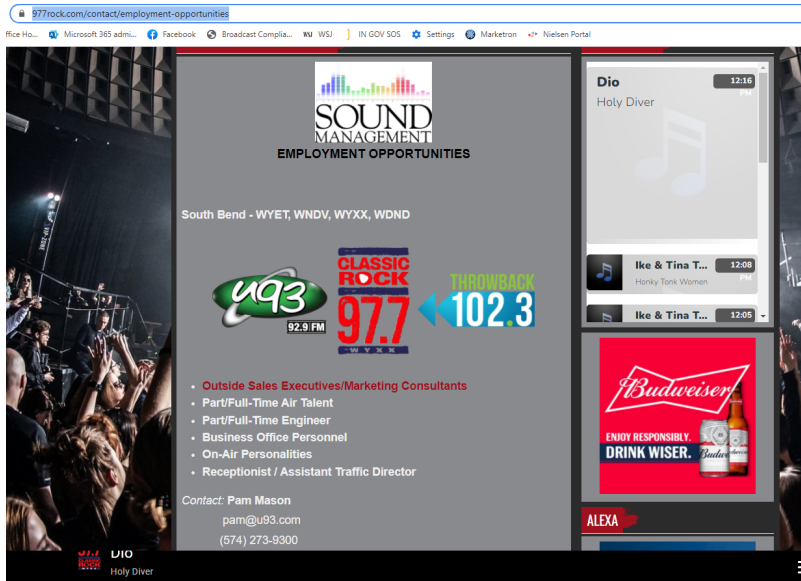 977rock.com/contact/employment-opportunities
ffice Ho... Microsoft 365 admi... Facebook Broadcast Complia... WSJ WSJ IN GOV SOS Settings Marketron Nielsen Portal
SOUND
MANAGEMENT
EMPLOYMENT OPPORTUNITIES
South Bend - WYET, WNDV, WYXX, WDND
u93
92.9 FM
CLASSIC
ROCK
97.7
WYXX
THROWBACK
102.3
Outside Sales Executives/Marketing Consultants
Part/Full-Time Air Talent
Part/Full-Time Engineer
Business Office Personnel
On-Air Personalities
Receptionist / Assistant Traffic Director
Contact: Pam Mason
pam@u93.com
(574) 273-9300
Dio 12:16 PM
Holy Diver
Ike & Tina T... 12:08 PM
Honky Tonk Women
Ike & Tina T... 12:05
Budweiser
ENJOY RESPONSIBLY.
DRINK WISER.
Budweiser
ALEXA
97.7
CLASSIC
ROCK
Dio
Holy Diver